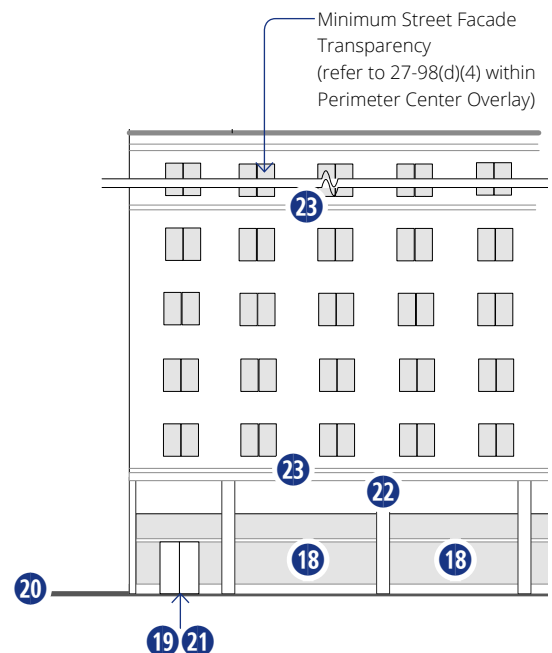 Minimum Street Facade
Transparency
(refer to 27-98(d)(4) within
Perimeter Center Overlay)
23
23
22
18 18
20
19 21